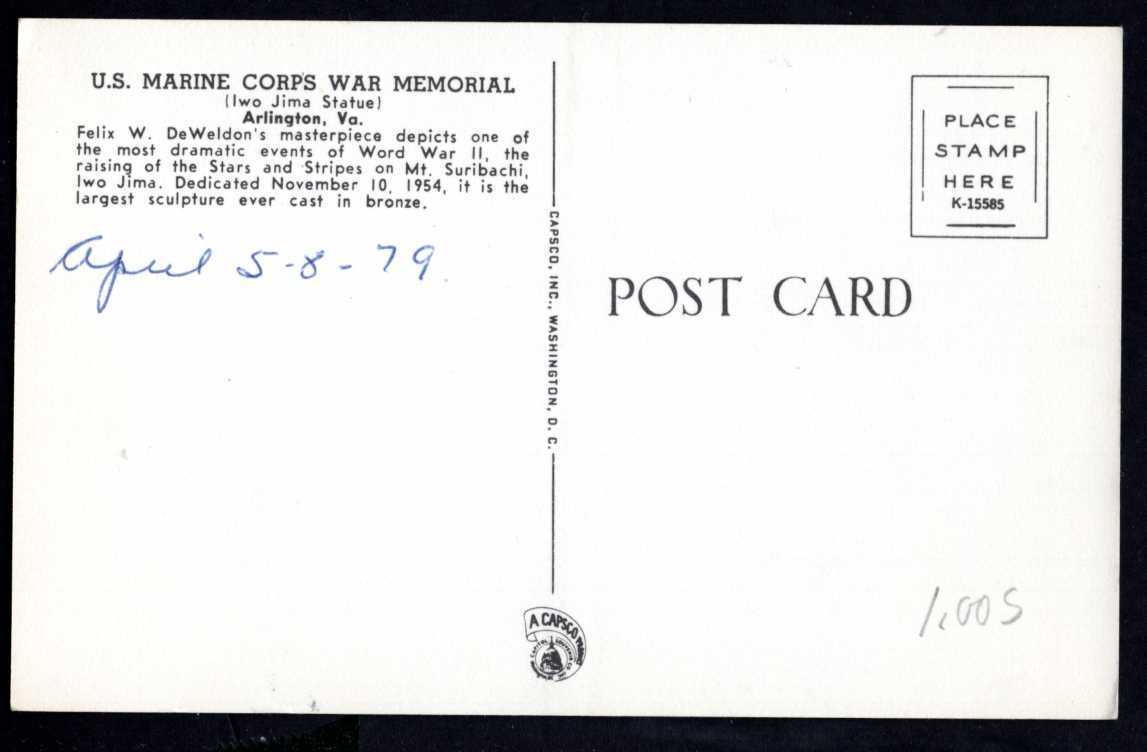 U.S. MARINE CORPS WAR MEMORIAL
(Iwo Jima Statue)
Arlington, Va.
Felix W. DeWeldon's masterpiece depicts one of
the most dramatic events of Word War II, the
raising of the Stars and Stripes on Mt. Suribachi,
Iwo Jima. Dedicated November 10, 1954, it is the
largest sculpture ever cast in bronze.
April 5-8-79
CAPSCO, INC., WASHINGTON, D. C.
PLACE
STAMP
HERE
K-15585
POST CARD
1.00S
A CAPSCO